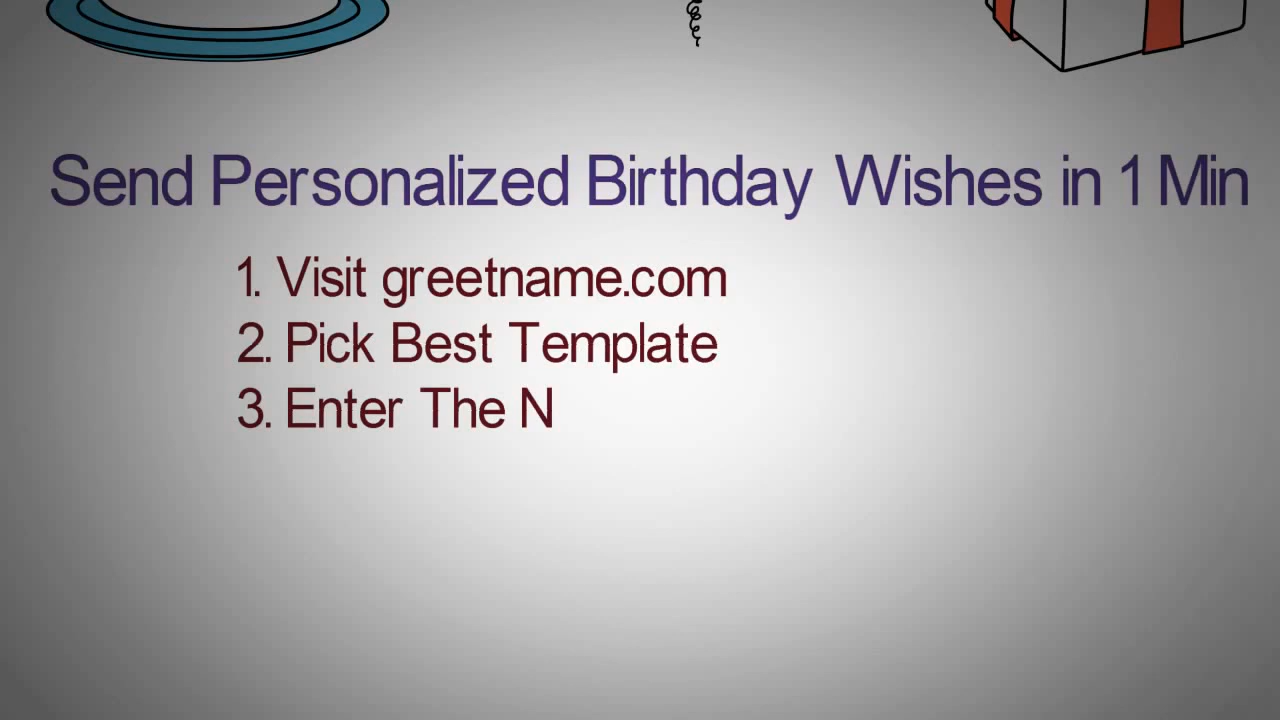 Send Personalized Birthday Wishes in 1 Min
1. Visit greetname.com
2. Pick Best Template
3. Enter The N